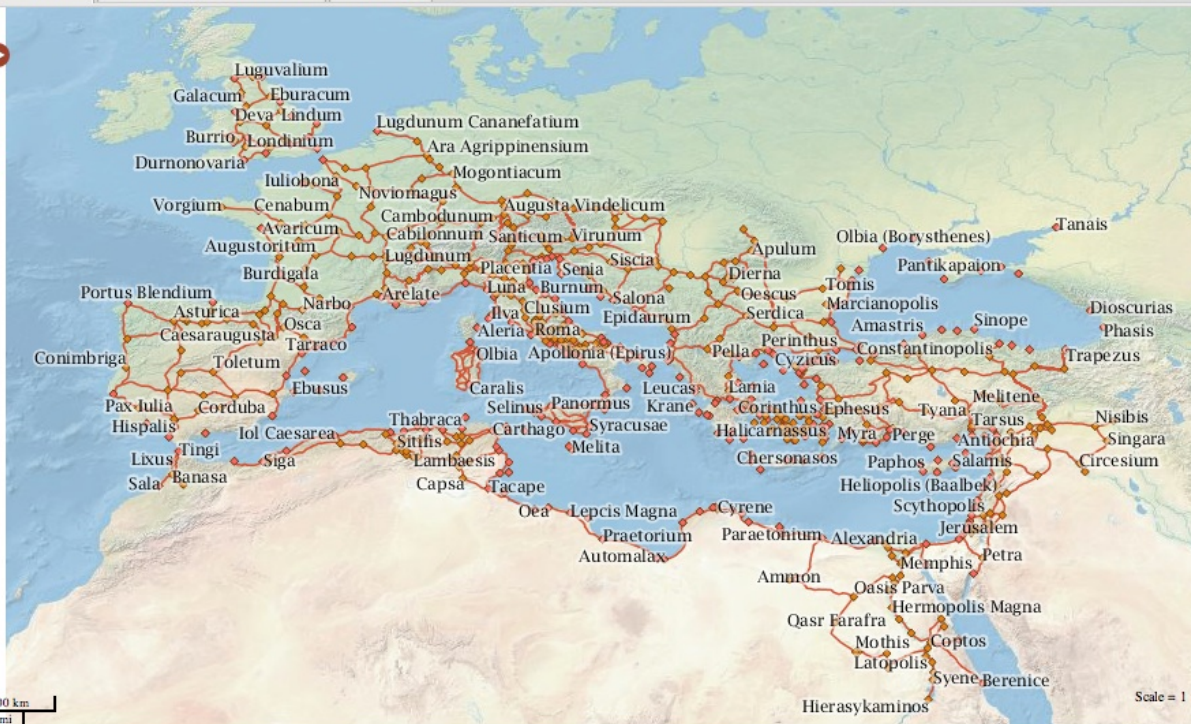 Luguvalium
Galacum
Eburacum
Deva
Lindum
Lugdunum Cananefatium
Burrio
Londinium
Ara Agrippinensium
Durnonovaria
Mogontiacum
Iuliobona
Noviomagus
Vorgium
Cenabum
Augusta Vindelicum
Cambodunum
Tanais
Avaricum
Cabilonnum
Santicum
Virunum
Olbia (Borysthenes)
Augustoritum
Apulum
Lugdunum
Siscia
Pantikapaion
Burdigala
Placentia
Senia
Dierna
Tomis
Portus Blendium
Narbo
Arelate
Luna
Burnum
Salona
Oescus
Marcianopolis
Asturica
Ilva
Clusium
Epidaurum
Serdica
Dioscurias
Osca
Aleria
Roma
Amastris
Sinope
Phasis
Caesaraugusta
Tarraco
Perinthus
Constantinopolis
Conimbriga
Toletum
Olbia
Apollonia (Epirus)
Pella
Cyzicus
Trapezus
Ebusus
Caralis
Leucas
Lamia
Melitene
Pax Iulia
Corduba
Selinus
Panormus
Krane
Corinthus
Ephesus
Tyana
Tarsus
Nisibis
Hispalis
Iol Caesarea
Thabraca
Carthago
Syracusae
Halicarnassus
Myra
Perge
Antiochia
Singara
Tingi
Sitifis
Melita
Lixus
Siga
Lambaesis
Chersonasos
Paphos
Salamis
Circesium
Sala
Banasa
Capsa
Tacape
Heliopolis (Baalbek)
Oea
Lepcis Magna
Cyrene
Scythopolis
Praetorium
Paraetonium
Alexandria
Jerusalem
Automalax
Memphis
Petra
Ammon
Oasis Parva
Hermopolis Magna
Qasr Farafra
Mothis
Coptos
Latopolis
Syene
Berenice
Hierasykaminos
km
mi
Scale = 1